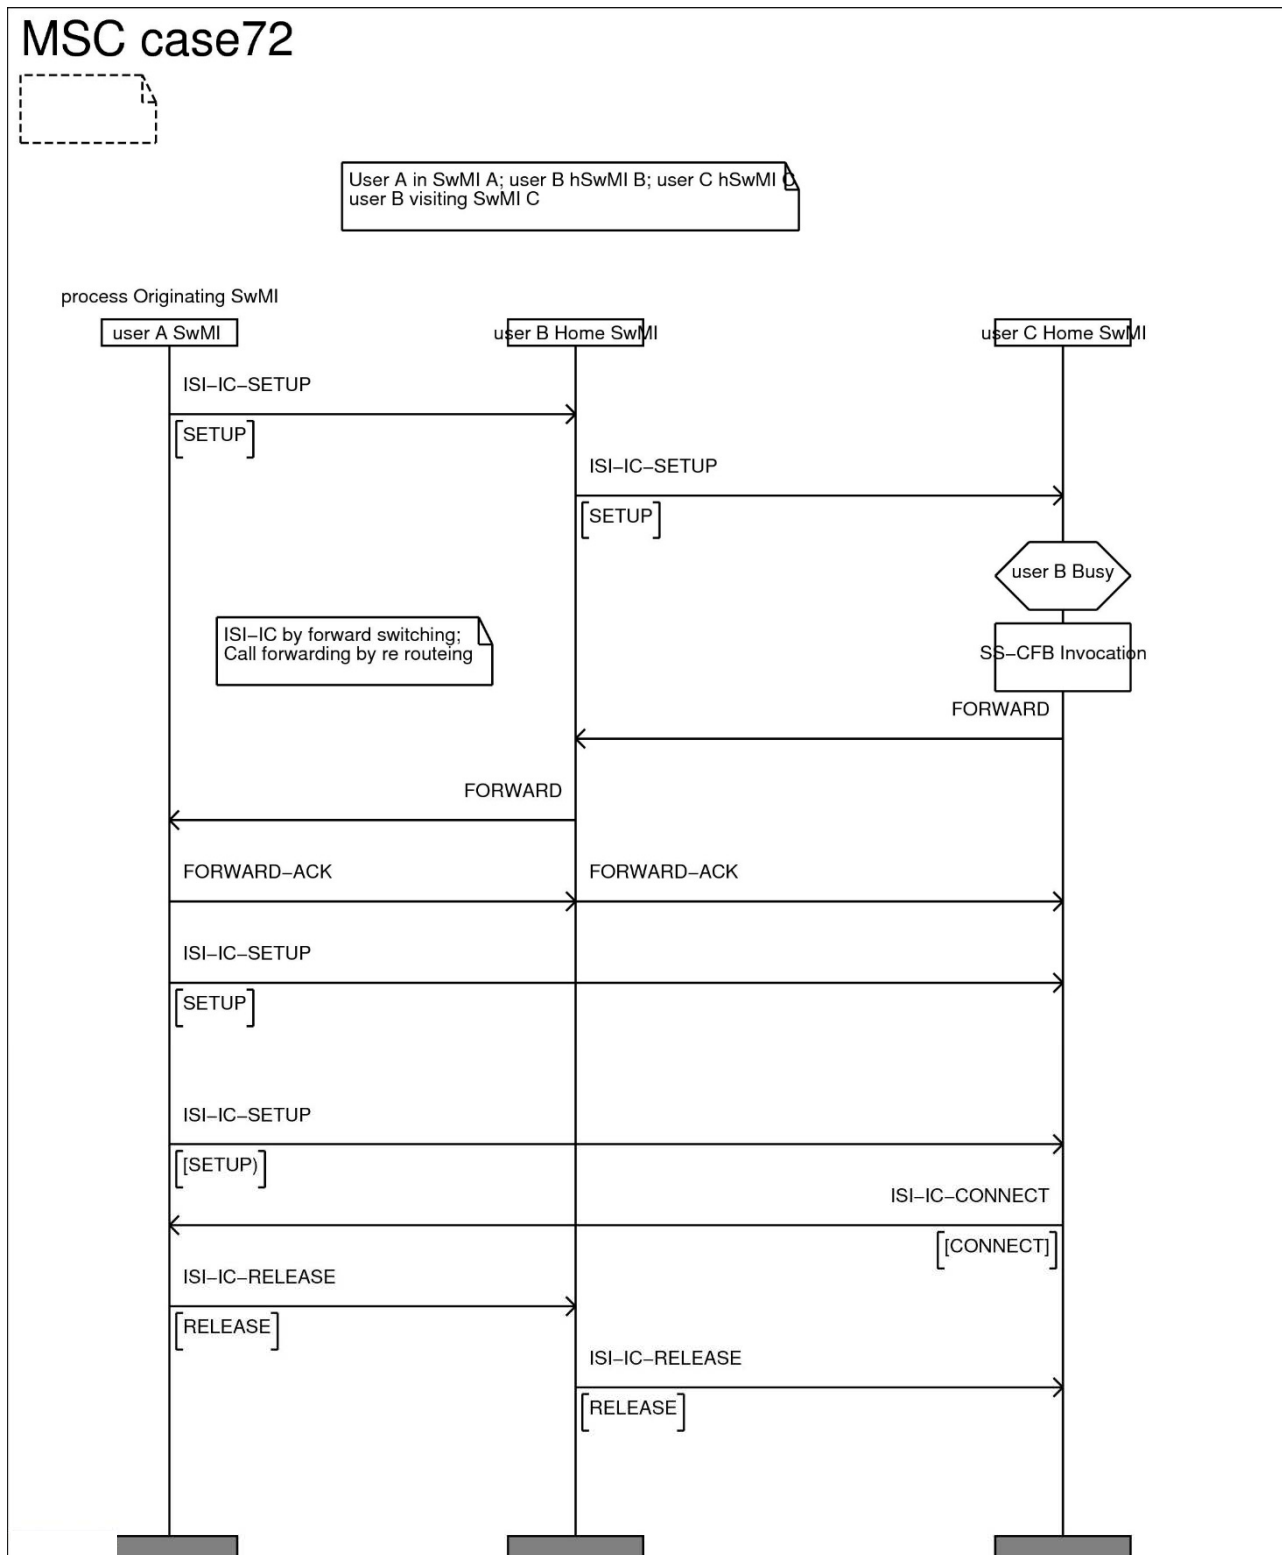 MSC case72
User A in SwMI A; user B hSwMI B; user C hSwMI C
user B visiting SwMI C
process Originating SwMI
user A SwMI
user B Home SwMI
user C Home SwMI
ISI−IC−SETUP
SETUP
ISI−IC−SETUP
SETUP
user B Busy
ISI−IC by forward switching;
Call forwarding by re routeing
SS−CFB Invocation
FORWARD
FORWARD
FORWARD−ACK
FORWARD−ACK
ISI−IC−SETUP
SETUP
ISI−IC−SETUP
[SETUP)
ISI−IC−CONNECT
[CONNECT]
ISI−IC−RELEASE
RELEASE
ISI−IC−RELEASE
RELEASE